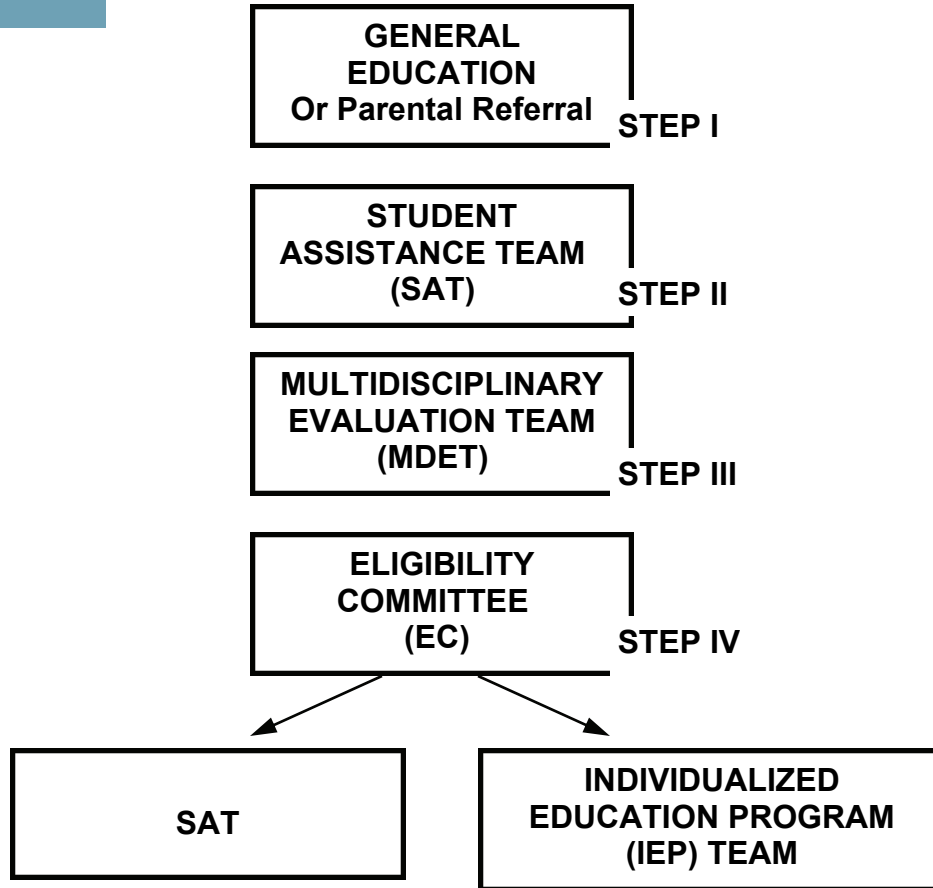 GENERAL
EDUCATION
Or Parental Referral
STEP I
STUDENT
ASSISTANCE TEAM
(SAT)
STEP II
MULTIDISCIPLINARY
EVALUATION TEAM
(MDET)
STEP III
ELIGIBILITY
COMMITTEE
(EC)
STEP IV
SAT
INDIVIDUALIZED
EDUCATION PROGRAM
(IEP) TEAM